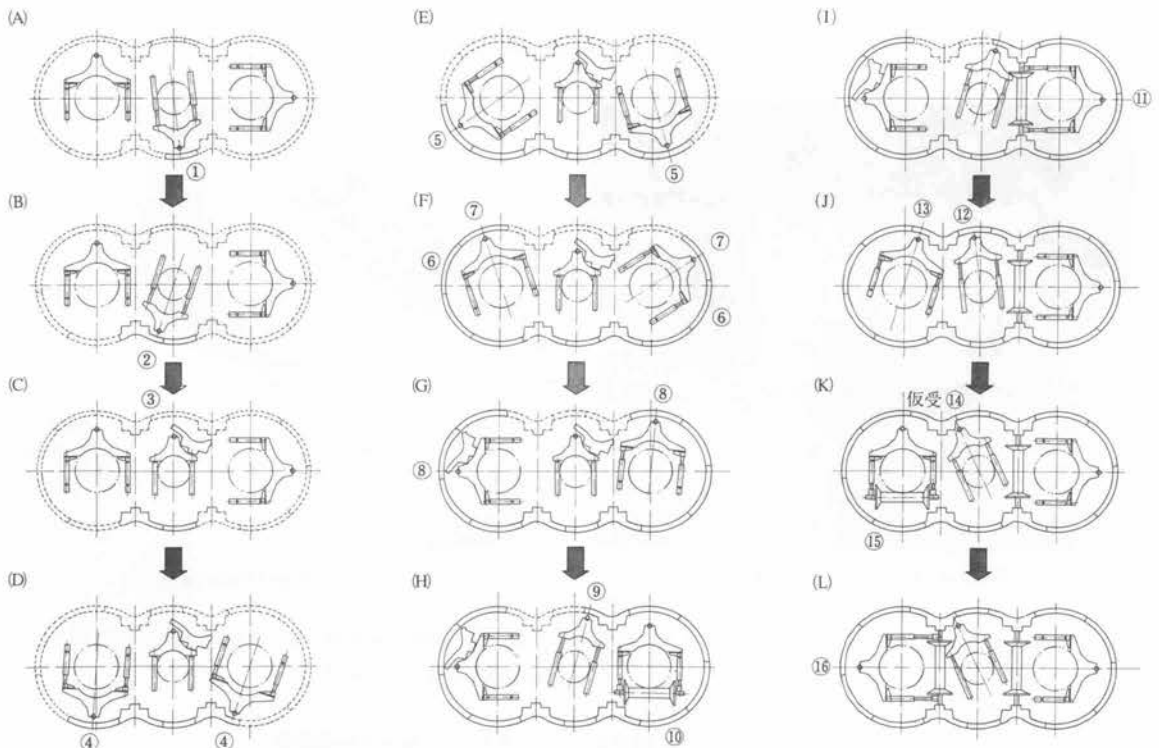 (A)
①
(B)
②
(C)
③
(D)
④ ④
(E)
⑤ ⑤
(F)
⑦ ⑦
⑥ ⑥
(G)
⑧
⑧
(H)
⑨
⑩
(I)
⑪
(J)
⑬ ⑫
(K)
仮受 ⑭
⑮
(L)
⑯